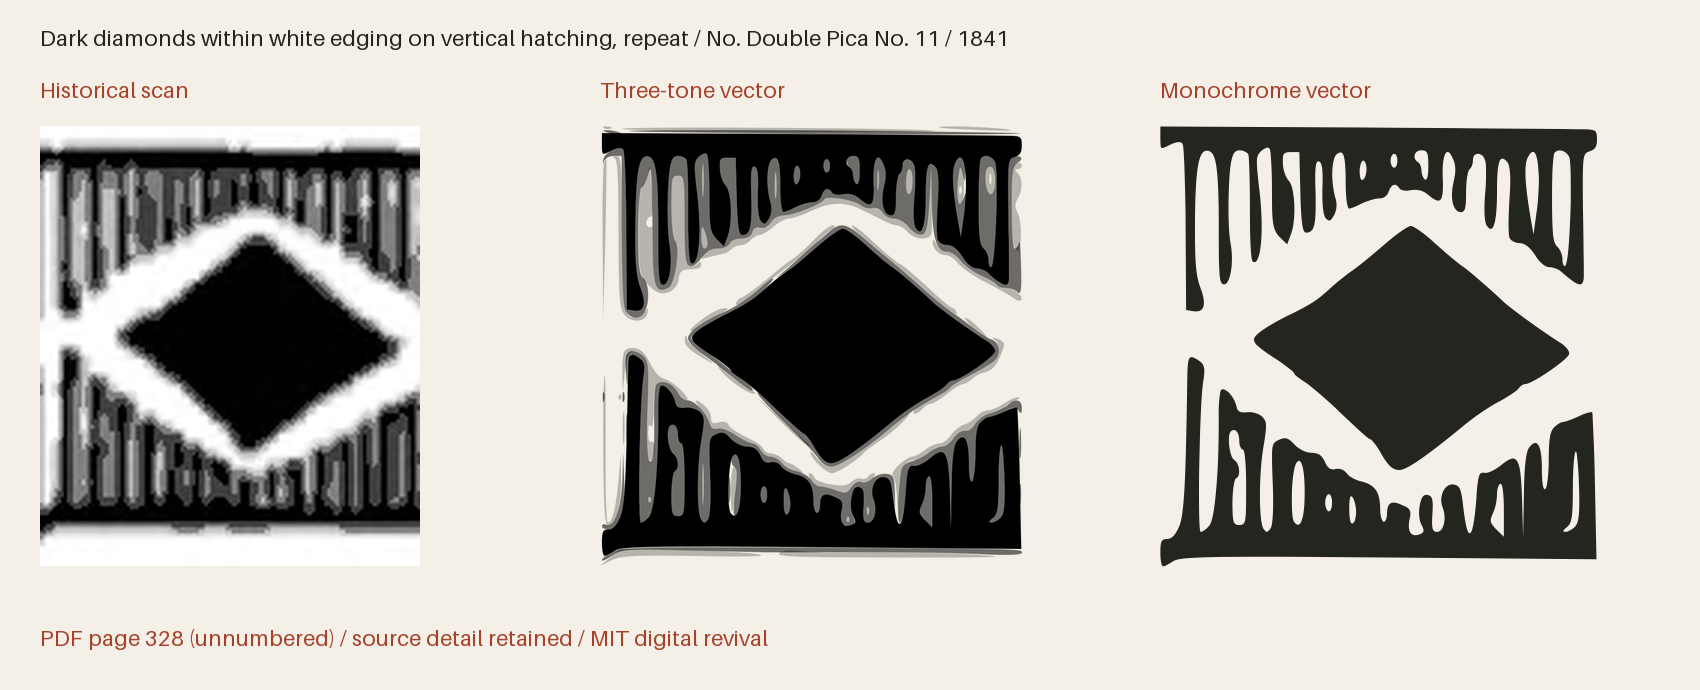 Dark diamonds within white edging on vertical hatching, repeat / No. Double Pica No. 11 / 1841
Historical scan
Three-tone vector
Monochrome vector
PDF page 328 (unnumbered) / source detail retained / MIT digital revival